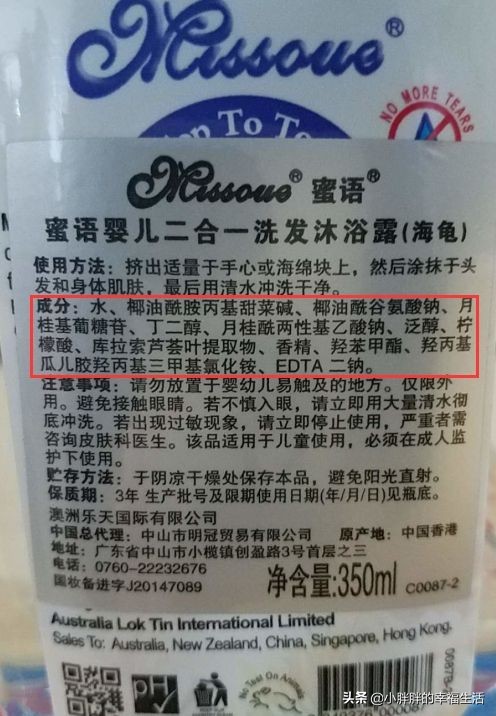 Missoue®
NO MORE TEARS
Top To To
Missoue® 蜜语®
蜜语婴儿二合一洗发沐浴露(海龟)
使用方法：挤出适量于手心或海绵块上，然后涂抹于头
发和身体肌肤，最后用清水冲洗干净。
成分：水、椰油酰胺丙基甜菜碱、椰油酰谷氨酸钠、月
桂基葡糖苷、丁二醇、月桂酰两性基乙酸钠、泛醇、柠
檬酸、库拉索芦荟叶提取物、香精、羟苯甲酯、羟丙基
瓜儿胶羟丙基三甲基氯化铵、EDTA 二钠。
注意事项：请勿放置于婴幼儿易触及的地方。仅限外
用。避免接触眼睛。若不慎入眼，请立即用大量清水彻
底冲洗。若出现过敏现象，请立即停止使用，严重者需
咨询皮肤科医生。该品适用于儿童使用，必须在成人监
护下使用。
贮存方法：于阴凉干燥处保存本品，避免阳光直射。
保质期：3年 生产批号及限期使用日期(年/月/日)见瓶底。
澳洲乐天国际有限公司
中国总代理：中山市明冠贸易有限公司 原产地：中国香港
地址：广东省中山市小榄镇创盈路3号首层之三
电话：0760-22232676
国妆备进字J20147089
净含量:350ml C0087-2
Australia Lok Tin International Limited
Sales To: Australia, New Zealand, China, Singapore, Hong Kong.
pH
No Test On Animals
头条 @小胖胖的幸福生活